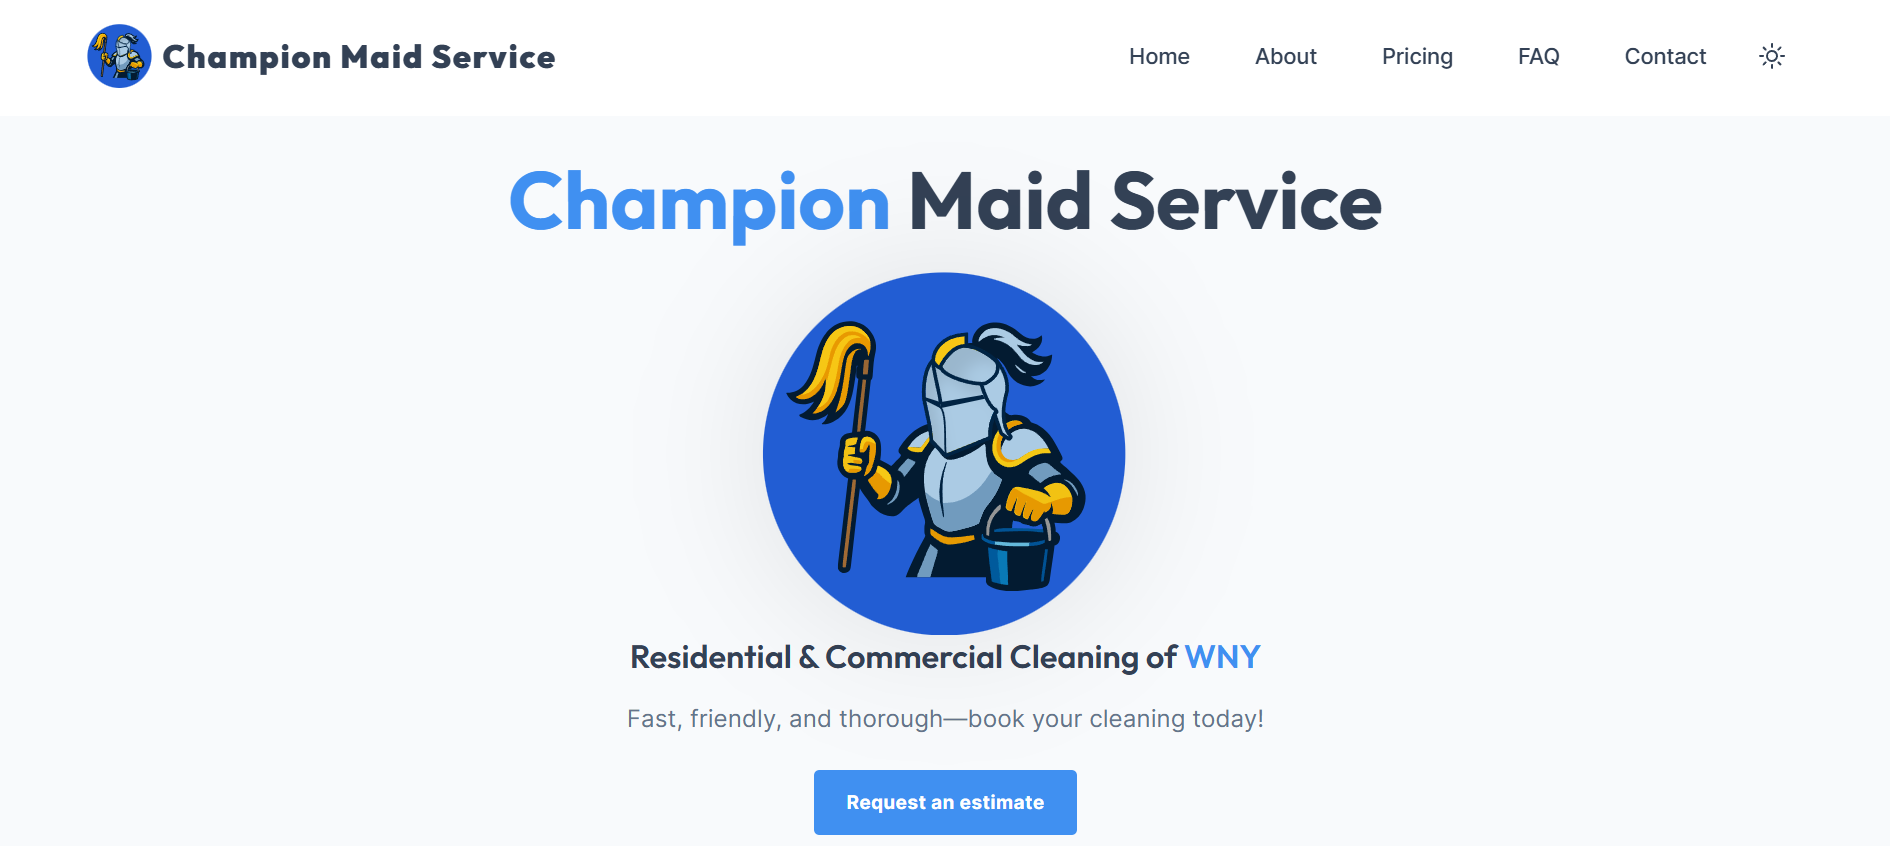 Champion Maid Service
Home About Pricing FAQ Contact
Champion Maid Service
Residential & Commercial Cleaning of WNY
Fast, friendly, and thorough—book your cleaning today!
Request an estimate